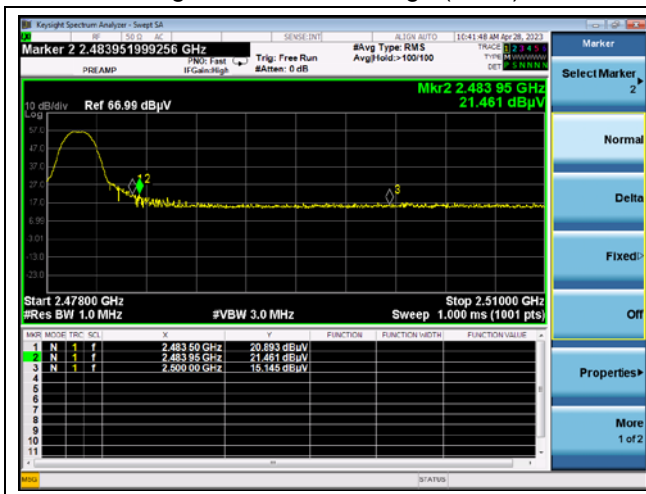 Keysight Spectrum Analyzer - Swept SA
RF 50 Ω AC SENSE:INT ALIGN AUTO 10:41:48 AM Apr 28, 2023
Marker 2 2.483951999256 GHz
PREAMP
PNO: Fast
IFGain:High
Trig: Free Run
#Atten: 0 dB
#Avg Type: RMS
Avg|Hold:>100/100
TRACE 1 2 3 4 5 6
TYPE M WWWWW
DET P S N N N N
Mkr2 2.483 95 GHz
21.461 dBµV
10 dB/div Ref 66.99 dBµV
Log
57.0
47.0
37.0
27.0
17.0
6.99
-3.01
-13.0
-23.0
1 2 3
Start 2.47800 GHz Stop 2.51000 GHz
#Res BW 1.0 MHz #VBW 3.0 MHz Sweep 1.000 ms (1001 pts)
MKR MODE TRC SCL X Y FUNCTION FUNCTION WIDTH FUNCTION VALUE
1 N 1 f 2.483 50 GHz 20.893 dBµV
2 N 1 f 2.483 95 GHz 21.461 dBµV
3 N 1 f 2.500 00 GHz 15.145 dBµV
4
5
6
7
8
9
10
11
MSG STATUS
Marker
Select Marker
2
Normal
Delta
Fixed
Off
Properties
More
1 of 2